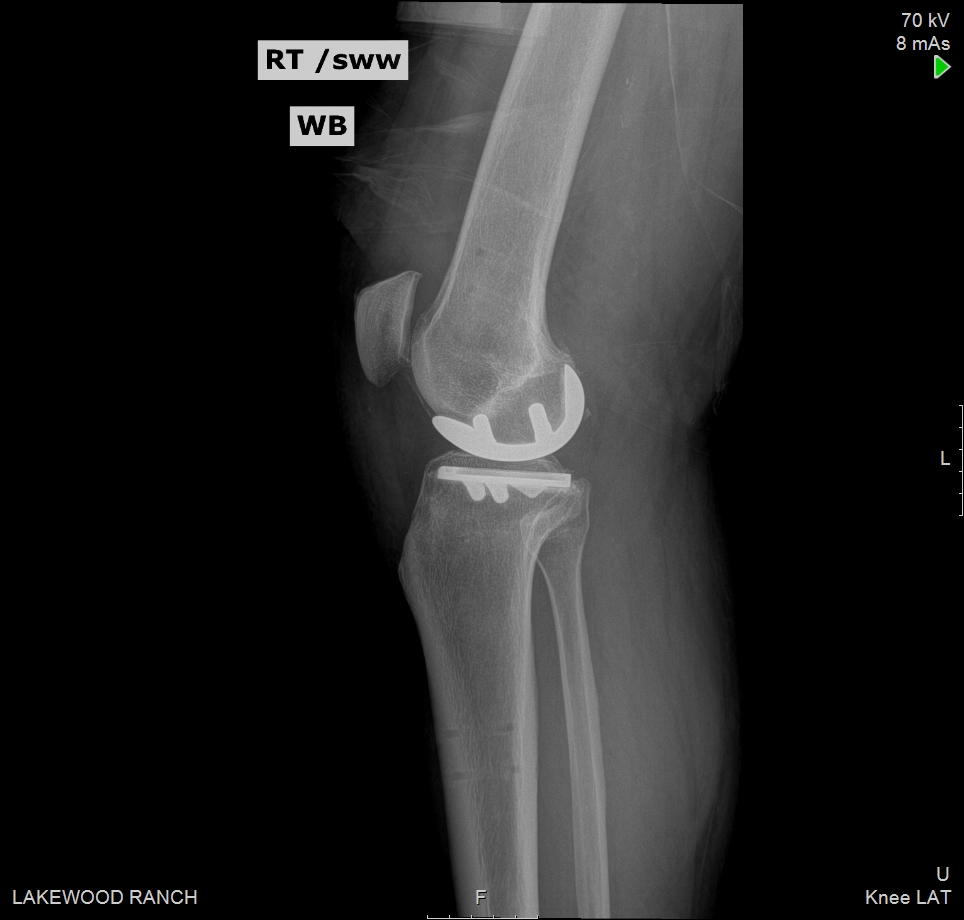 70 kV
8 mAs
RT /sww
WB
L
U
LAKEWOOD RANCH
F
Knee LAT